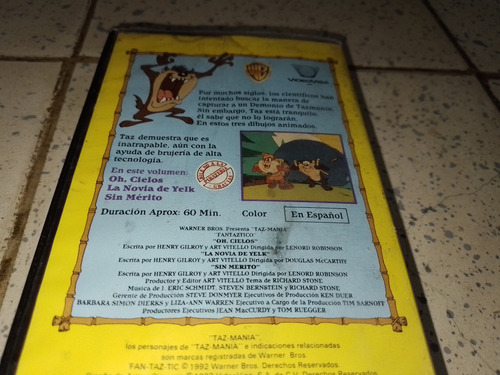 WB
VIDEOVISA
Por muchos siglos, los científicos han
intentado buscar la manera de
capturar a un Demonio de Tazmania.
Sin embargo, Taz está tranquilo,
él sabe que no lo lograrán.
En estos tres dibujos animados,
Taz demuestra que es
inatrapable, aún con la
ayuda de brujería de alta
tecnología.
En este volumen:
Oh, Cielos
La Novia de Yelk
Sin Mérito
Duración Aprox: 60 Min.
Color
En Español
WARNER BROS. Presenta "TAZ-MANIA"
"FANTAZTICO"
"OH, CIELOS"
Escrita por HENRY GILROY y ART VITELLO Dirigida por LENORD ROBINSON
"LA NOVIA DE YELK"
Escrita por HENRY GILROY y ART VITELLO Dirigida por DOUGLAS McCARTHY
"SIN MERITO"
Escrita por HENRY GILROY y ART VITELLO Dirigida por LENORD ROBINSON
Productor y Editor ART VITELLO Tema de RICHARD STONE
Musica de J. ERIC SCHMIDT, STEVEN BERNSTEIN y RICHARD STONE
Gerente de Producción STEVE DONMYER Ejecutivos de Producción KEN DUER
BARBARA SIMON DIERKS y LIZA-ANN WARREN Ejecutivo a Cargo de la Producción TIM SARNOFF
Productores Ejecutivos JEAN MacCURDY y TOM RUEGGER
"TAZ-MANIA",
los personajes de "TAZ-MANIA" e indicaciones relacionadas
son marcas registradas de Warner Bros
FAN-TAZ-TIC © 1992 Warner Bros. Derechos Reservados.
S.A. de C.V. Derechos Reservados